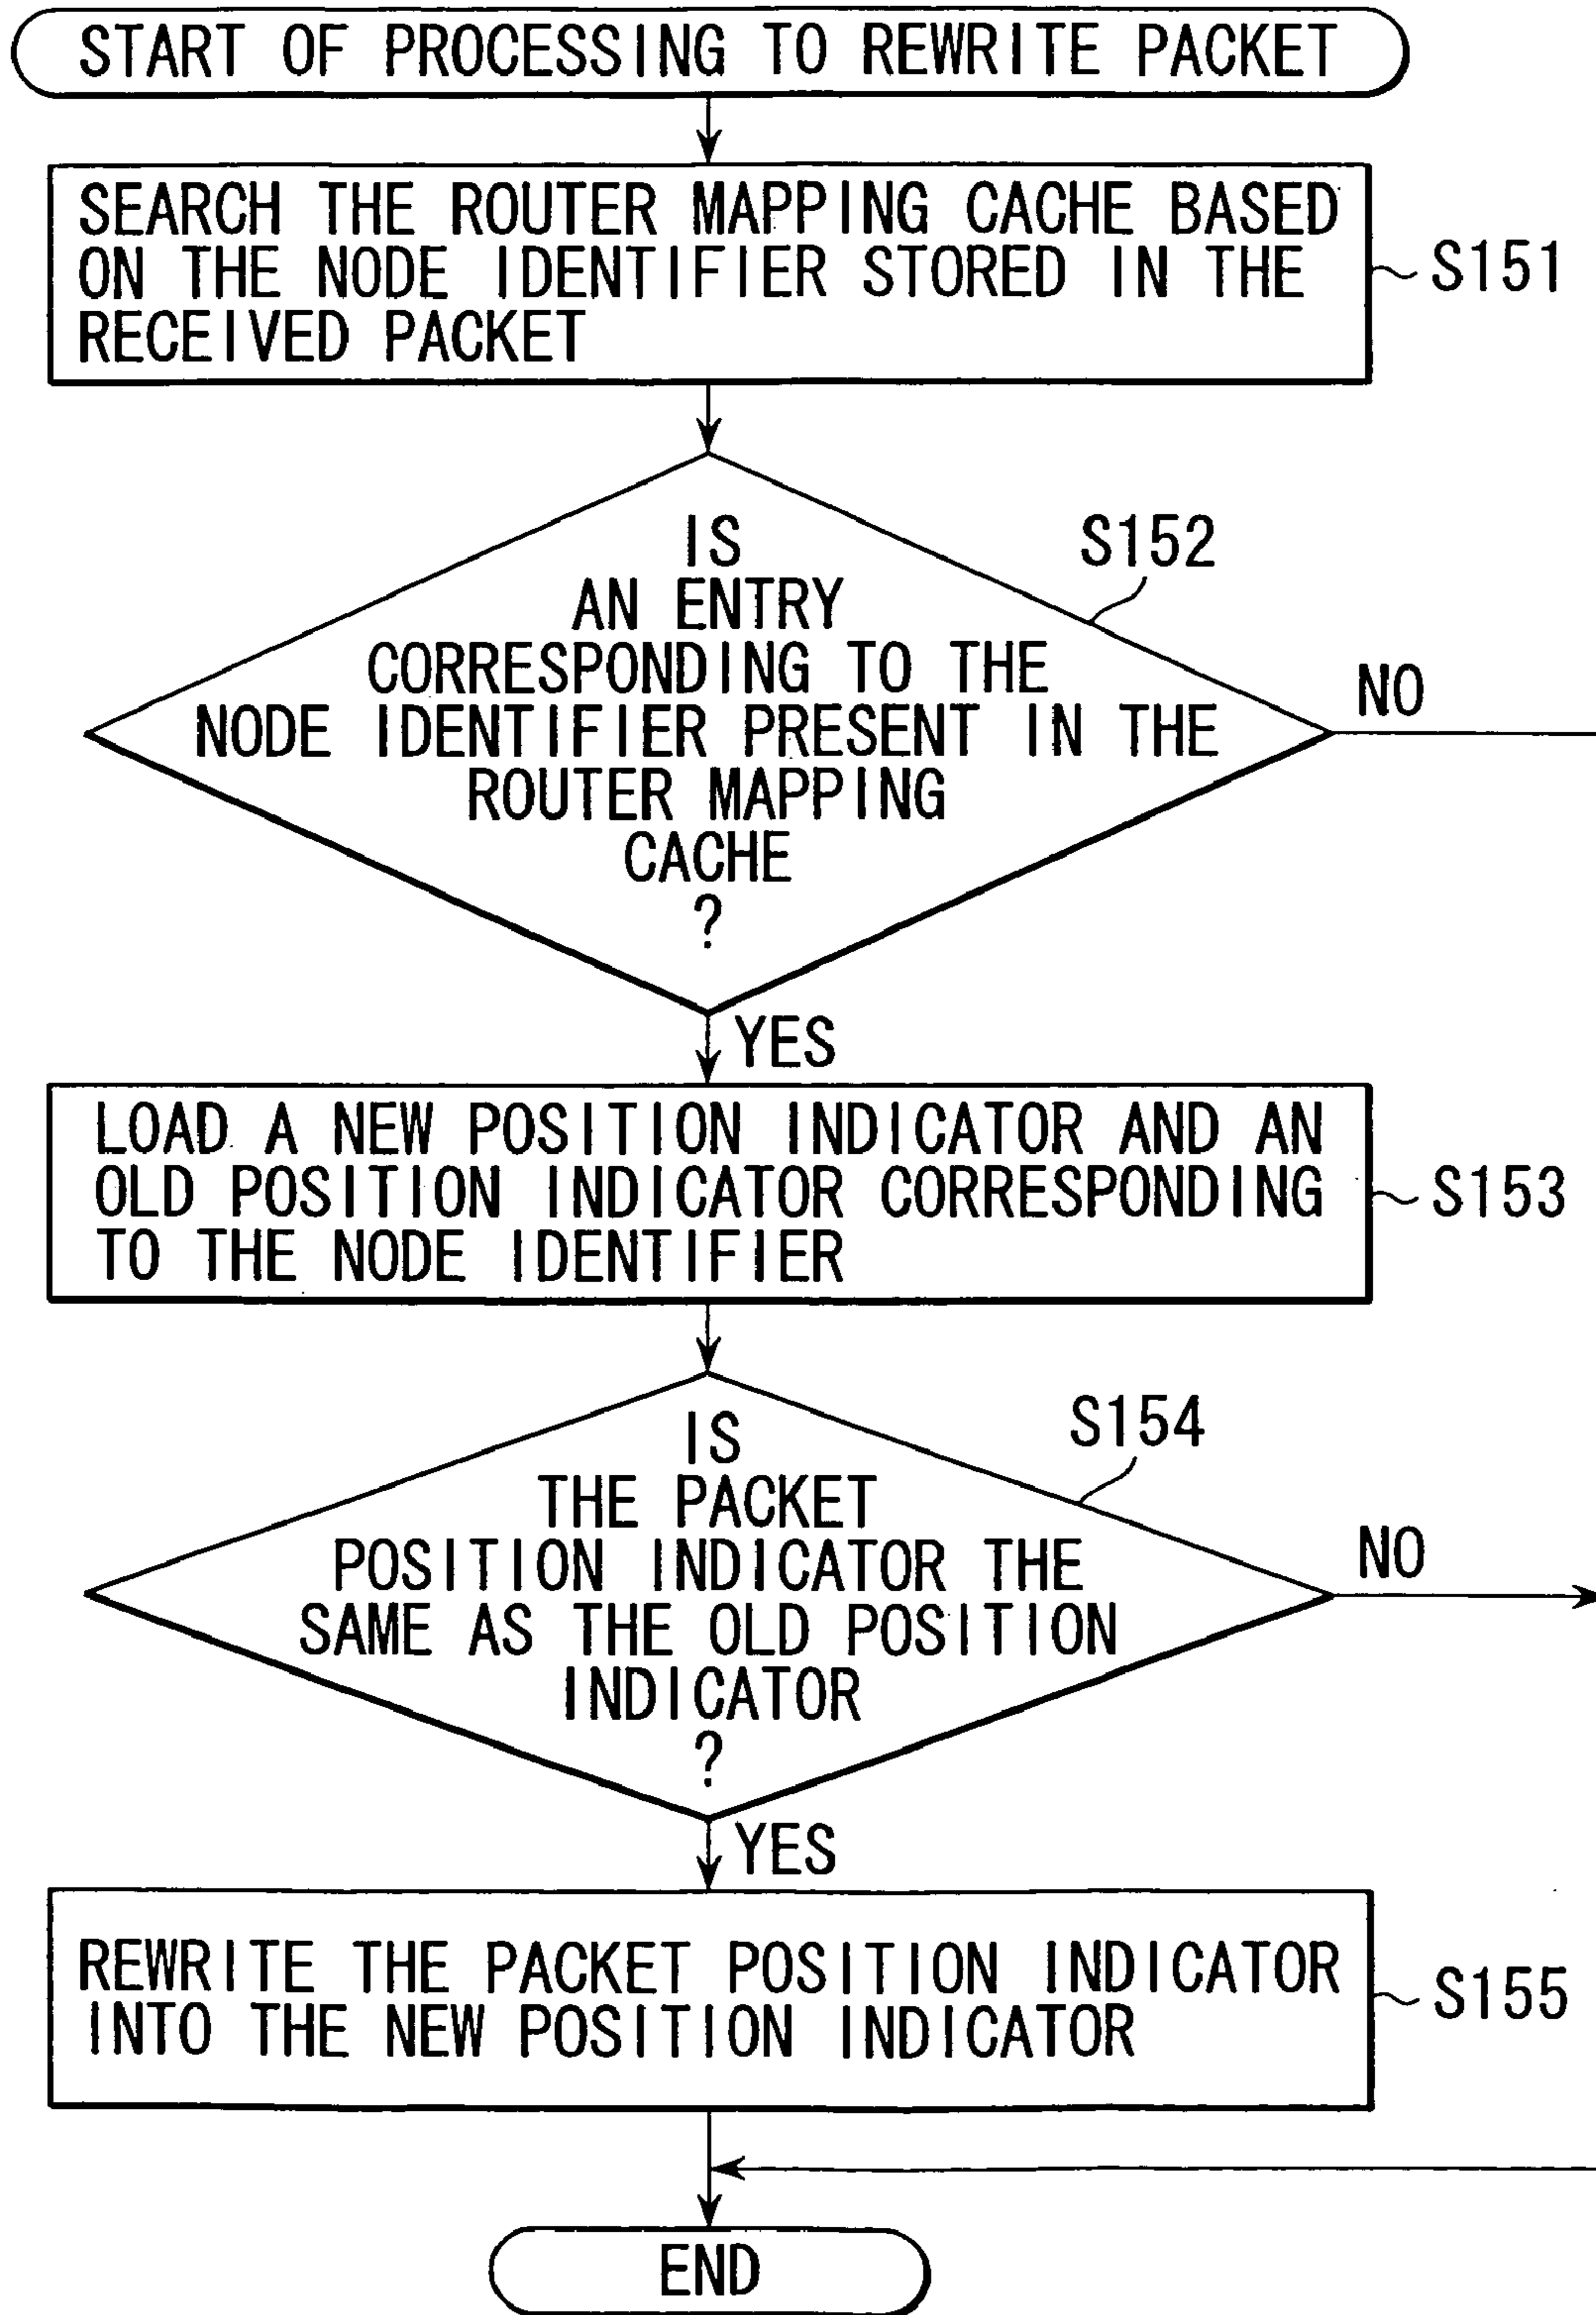 START OF PROCESSING TO REWRITE PACKET
SEARCH THE ROUTER MAPPING CACHE BASED
ON THE NODE IDENTIFIER STORED IN THE
RECEIVED PACKET
S151
IS
AN ENTRY
CORRESPONDING TO THE
NODE IDENTIFIER PRESENT IN THE
ROUTER MAPPING
CACHE
?
S152
NO
YES
LOAD A NEW POSITION INDICATOR AND AN
OLD POSITION INDICATOR CORRESPONDING
TO THE NODE IDENTIFIER
S153
IS
THE PACKET
POSITION INDICATOR THE
SAME AS THE OLD POSITION
INDICATOR
?
S154
NO
YES
REWRITE THE PACKET POSITION INDICATOR
INTO THE NEW POSITION INDICATOR
S155
END